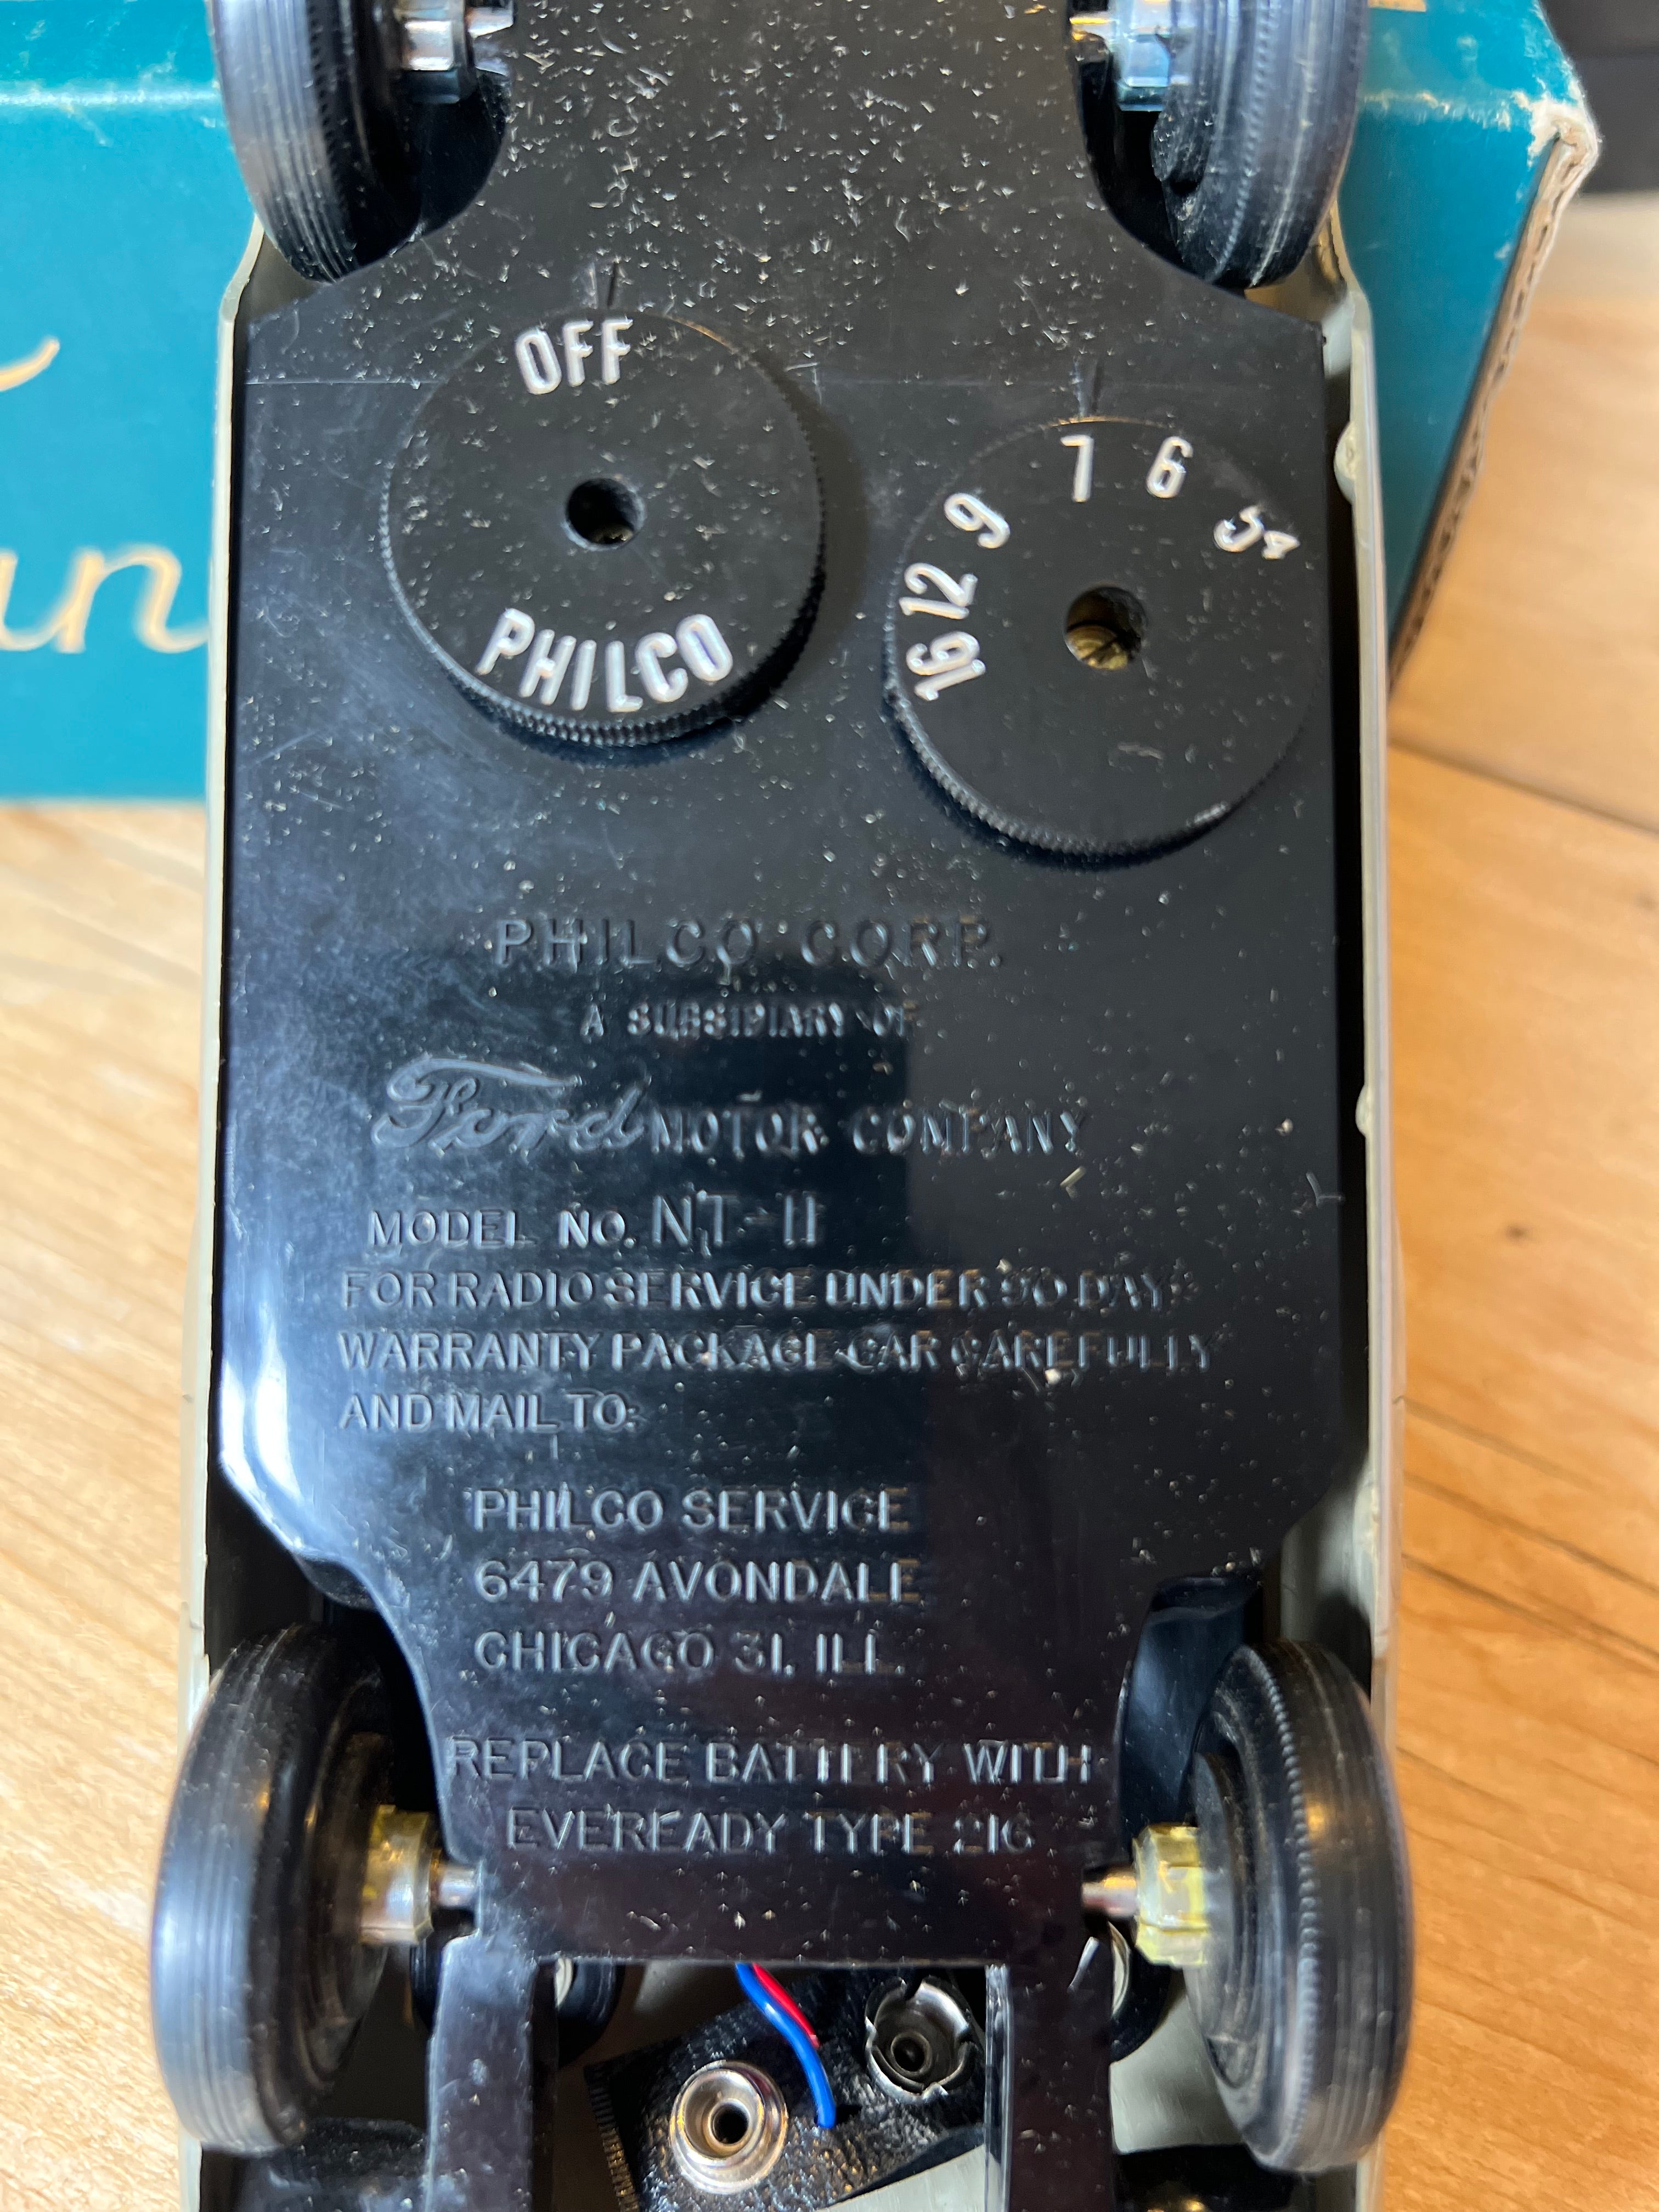 an
OFF
PHILCO
16 12 9 7 6 54
PHILCO CORP.
A SUBSIDIARY OF
Ford MOTOR COMPANY
MODEL NO. NT-11
FOR RADIO SERVICE UNDER 90 DAY
WARRANTY PACKAGE CAR CAREFULLY
AND MAIL TO:
PHILCO SERVICE
6479 AVONDALE
CHICAGO 31, ILL.
REPLACE BATTERY WITH
EVEREADY TYPE 216